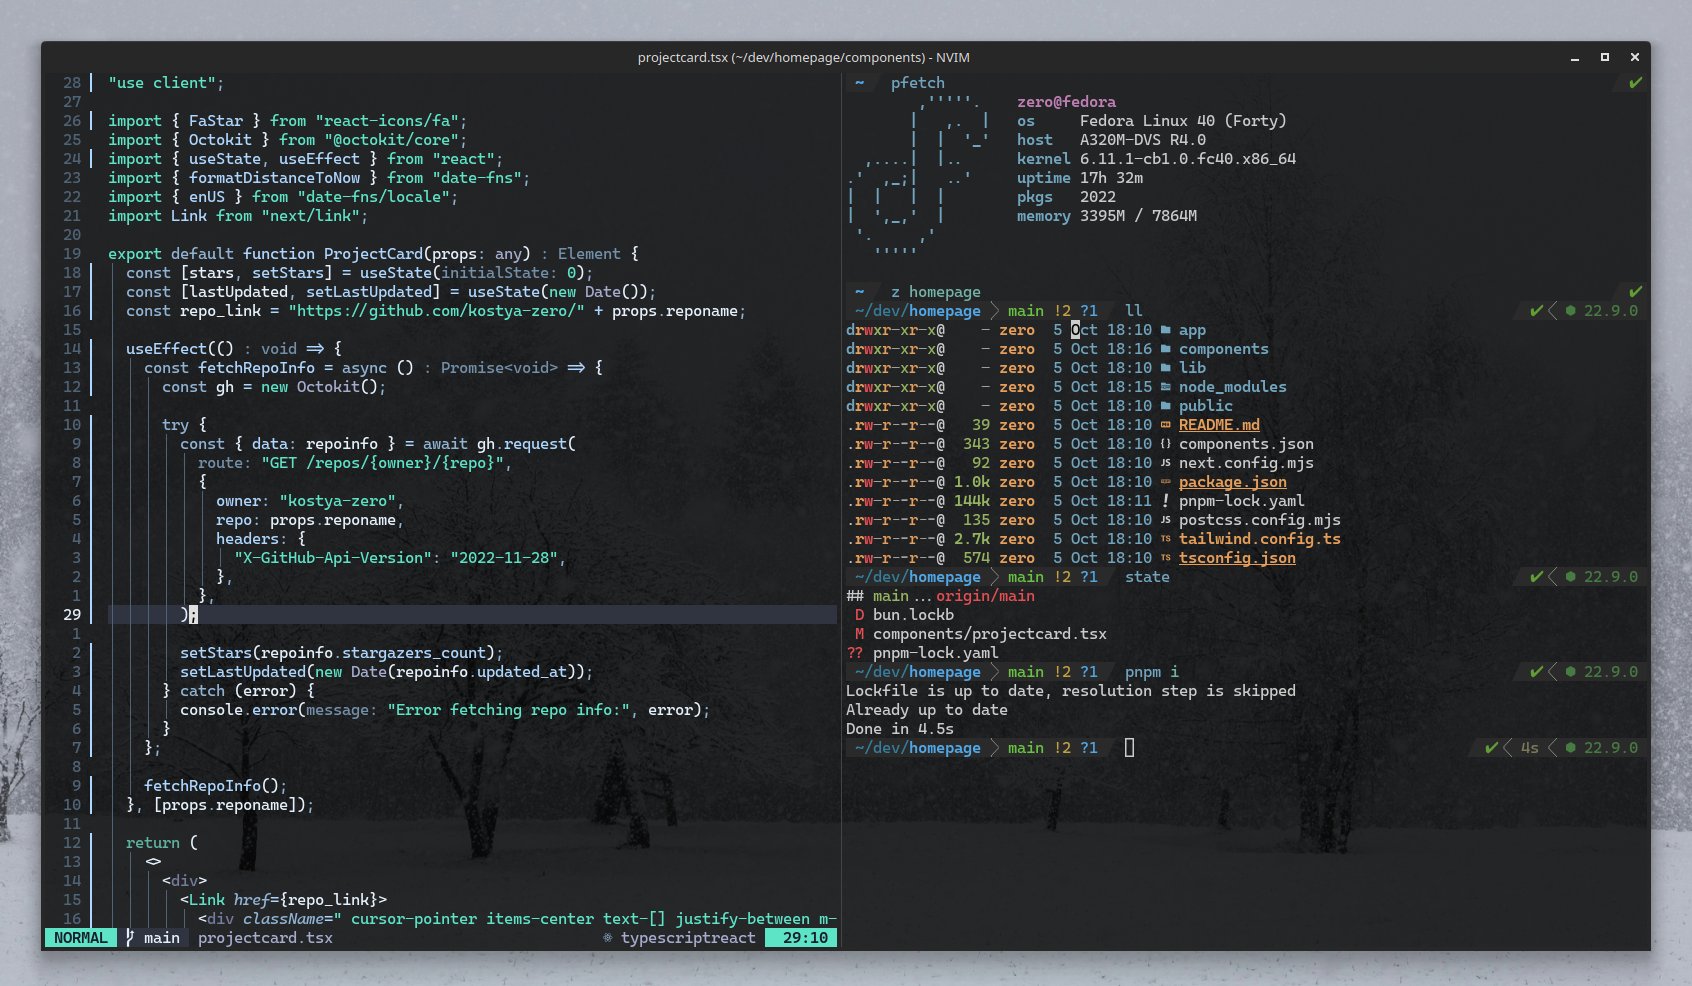 projectcard.tsx (~/dev/homepage/components) - NVIM
28 "use client";
27
26 import { FaStar } from "react-icons/fa";
25 import { Octokit } from "@octokit/core";
24 import { useState, useEffect } from "react";
23 import { formatDistanceToNow } from "date-fns";
22 import { enUS } from "date-fns/locale";
21 import Link from "next/link";
20
19 export default function ProjectCard(props: any) : Element {
18 const [stars, setStars] = useState(initialState: 0);
17 const [lastUpdated, setLastUpdated] = useState(new Date());
16 const repo_link = "https://github.com/kostya-zero/" + props.reponame;
15
14 useEffect(() : void => {
13 const fetchRepoInfo = async () : Promise<void> => {
12 const gh = new Octokit();
11
10 try {
9 const { data: repoinfo } = await gh.request(
8 route: "GET /repos/{owner}/{repo}",
7 {
6 owner: "kostya-zero",
5 repo: props.reponame,
4 headers: {
3 "X-GitHub-Api-Version": "2022-11-28",
2 },
1 },
29 );
1
2 setStars(repoinfo.stargazers_count);
3 setLastUpdated(new Date(repoinfo.updated_at));
4 } catch (error) {
5 console.error(message: "Error fetching repo info:", error);
6 }
7 };
8
9 fetchRepoInfo();
10 }, [props.reponame]);
11
12 return (
13 <>
14 <div>
15 <Link href={repo_link}>
16 <div className=" cursor-pointer items-center text-[] justify-between m-
NORMAL main projectcard.tsx typescriptreact 29:10
~ pfetch ✔
,'''''. zero@fedora
| ,. | os Fedora Linux 40 (Forty)
| | '_' host A320M-DVS R4.0
,....| |.. kernel 6.11.1-cb1.0.fc40.x86_64
.' ,_;| ..' uptime 17h 32m
| | | | pkgs 2022
| ',_,' | memory 3395M / 7864M
'. ,'
'''''
~ z homepage ✔
~/dev/homepage main !2 ?1 ll ✔ 22.9.0
drwxr-xr-x@ - zero 5 Oct 18:10 app
drwxr-xr-x@ - zero 5 Oct 18:16 components
drwxr-xr-x@ - zero 5 Oct 18:10 lib
drwxr-xr-x@ - zero 5 Oct 18:15 node_modules
drwxr-xr-x@ - zero 5 Oct 18:10 public
.rw-r--r--@ 39 zero 5 Oct 18:10 README.md
.rw-r--r--@ 343 zero 5 Oct 18:10 {} components.json
.rw-r--r--@ 92 zero 5 Oct 18:10 JS next.config.mjs
.rw-r--r--@ 1.0k zero 5 Oct 18:10 package.json
.rw-r--r--@ 144k zero 5 Oct 18:11 ! pnpm-lock.yaml
.rw-r--r--@ 135 zero 5 Oct 18:10 JS postcss.config.mjs
.rw-r--r--@ 2.7k zero 5 Oct 18:10 TS tailwind.config.ts
.rw-r--r--@ 574 zero 5 Oct 18:10 TS tsconfig.json
~/dev/homepage main !2 ?1 state ✔ 22.9.0
## main...origin/main
D bun.lockb
M components/projectcard.tsx
?? pnpm-lock.yaml
~/dev/homepage main !2 ?1 pnpm i ✔ 22.9.0
Lockfile is up to date, resolution step is skipped
Already up to date
Done in 4.5s
~/dev/homepage main !2 ?1 ✔ 4s 22.9.0